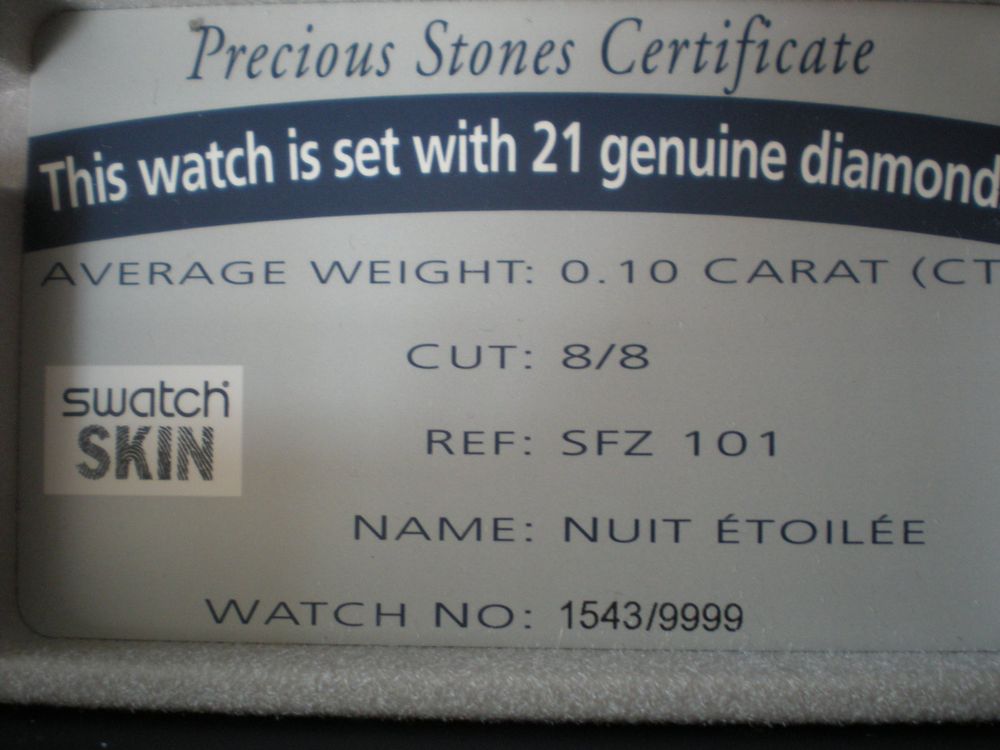 Precious Stones Certificate
This watch is set with 21 genuine diamond
AVERAGE WEIGHT: 0.10 CARAT (CT
CUT: 8/8
swatch
SKIN
REF: SFZ 101
NAME: NUIT ÉTOILÉE
WATCH NO: 1543/9999